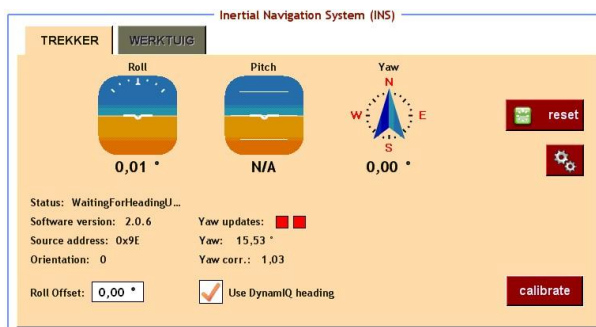 Inertial Navigation System (INS)
TREKKER WERKTUIG
Roll Pitch Yaw
N
W E
S
reset
0,01 ° N/A 0,00 °
Status: WaitingForHeadingU...
Software version: 2.0.6 Yaw updates:
Source address: 0x9E Yaw: 15,53 °
Orientation: 0 Yaw corr.: 1,03
Roll Offset: 0,00 ° Use DynamIQ heading calibrate